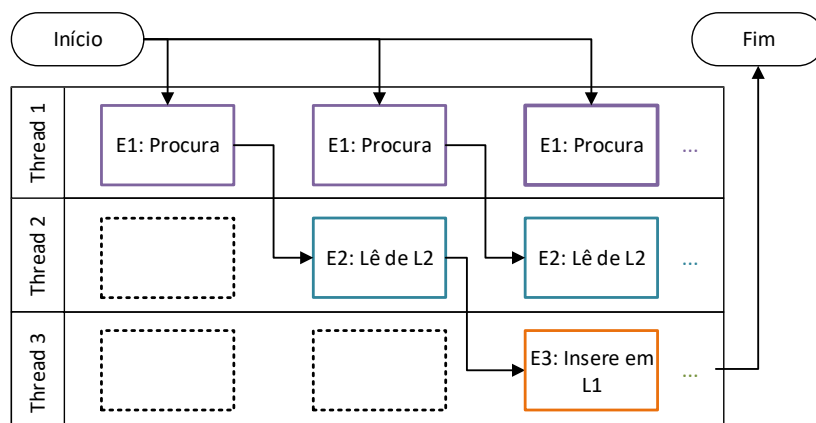 Início
Fim
Thread 1
E1: Procura
E1: Procura
E1: Procura
...
Thread 2
E2: Lê de L2
E2: Lê de L2
...
Thread 3
E3: Insere em
L1
...